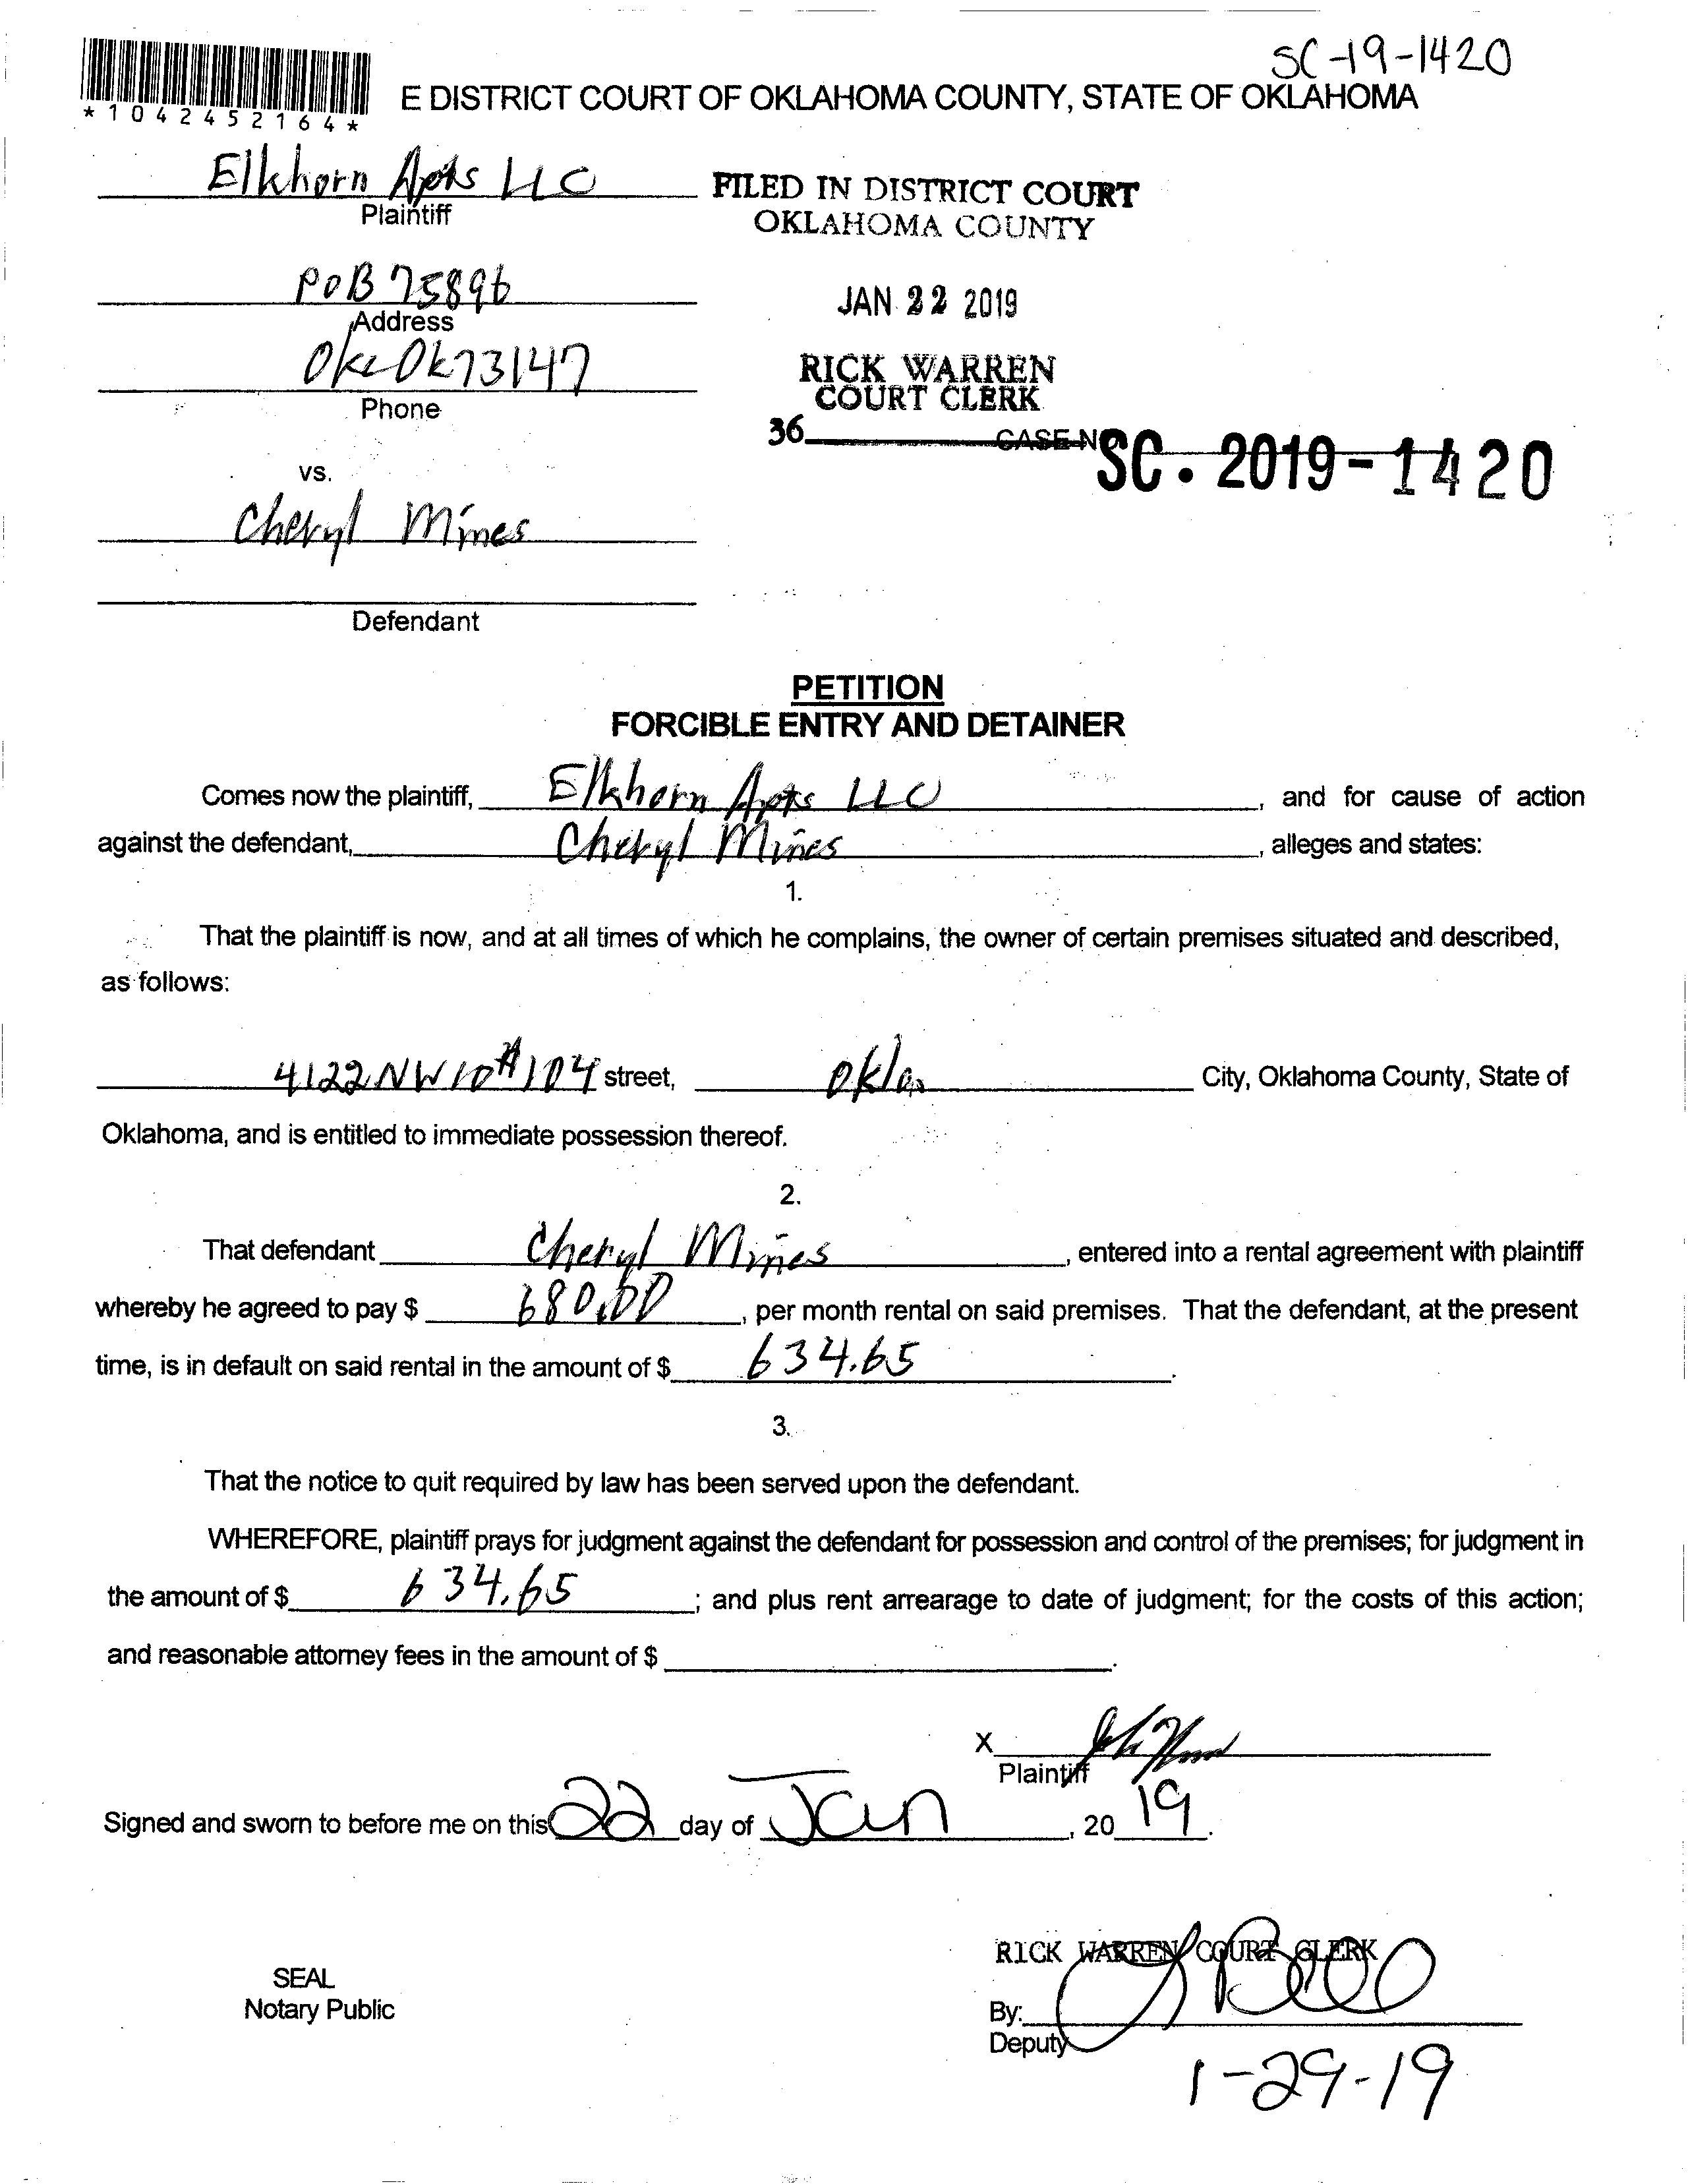 SC-19-1420
*1042452164*
E DISTRICT COURT OF OKLAHOMA COUNTY, STATE OF OKLAHOMA
Elkhorn Apts LLC
Plaintiff
FILED IN DISTRICT COURT
OKLAHOMA COUNTY
POB 75896
Address
JAN 22 2019
Okc Ok 73147
Phone
RICK WARREN
COURT CLERK
36
CASE NO
SC. 2019-1420
vs.
Cheryl Mines
Defendant
PETITION
FORCIBLE ENTRY AND DETAINER
Comes now the plaintiff, Elkhorn Apts LLC, and for cause of action
against the defendant, Cheryl Mines, alleges and states:
1.
That the plaintiff is now, and at all times of which he complains, the owner of certain premises situated and described,
as follows:
4122 NW 10 #104 street, Okla City, Oklahoma County, State of
Oklahoma, and is entitled to immediate possession thereof.
2.
That defendant Cheryl Mines, entered into a rental agreement with plaintiff
whereby he agreed to pay $ 680.00, per month rental on said premises. That the defendant, at the present
time, is in default on said rental in the amount of $ 634.65.
3.
That the notice to quit required by law has been served upon the defendant.
WHEREFORE, plaintiff prays for judgment against the defendant for possession and control of the premises; for judgment in
the amount of $ 634.65; and plus rent arrearage to date of judgment; for the costs of this action;
and reasonable attorney fees in the amount of $ .
X
Plaintiff
Signed and sworn to before me on this 22 day of Jan, 20 19.
RICK WARREN COURT CLERK
SEAL
Notary Public
By:
Deputy
1-29-19